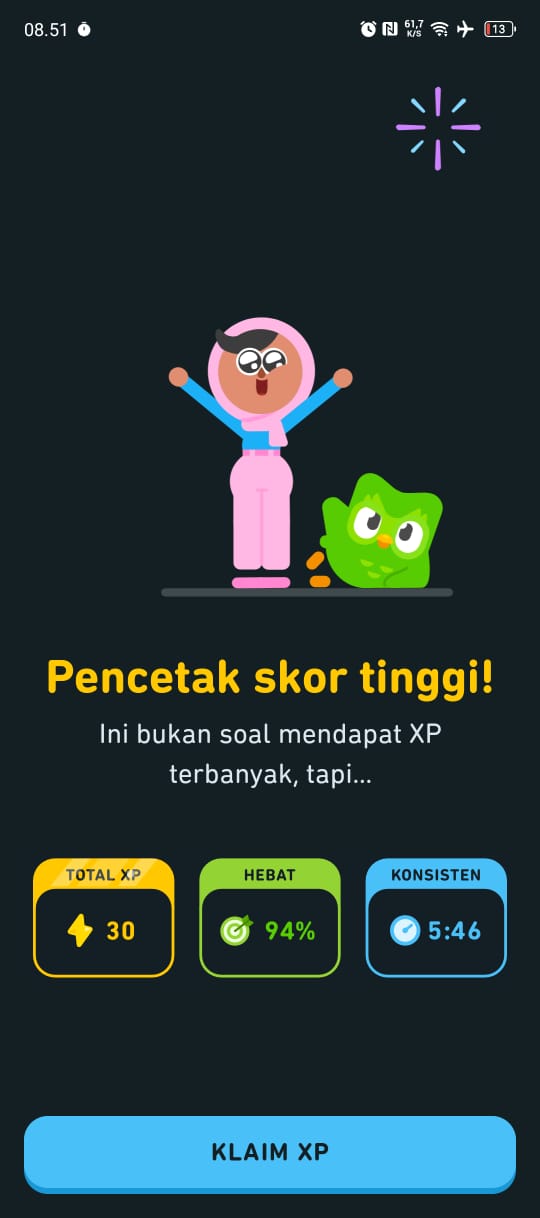 08.51
61,7
K/S
13
Pencetak skor tinggi!
Ini bukan soal mendapat XP
terbanyak, tapi...
TOTAL XP
HEBAT
KONSISTEN
30
94%
5:46
KLAIM XP